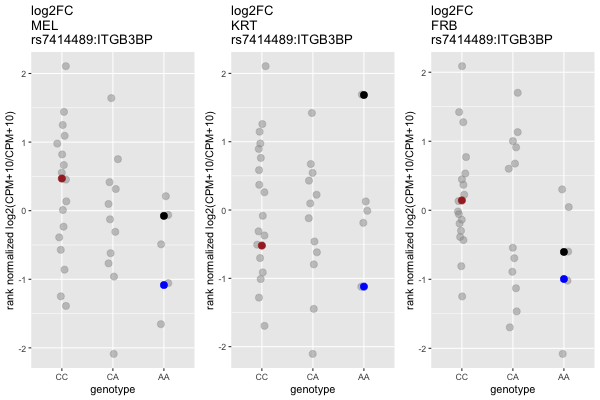 log2FC
MEL
rs7414489:ITGB3BP
rank normalized log2(CPM+10/CPM+10)
2
1
0
-1
-2
CC
CA
AA
genotype
log2FC
KRT
rs7414489:ITGB3BP
rank normalized log2(CPM+10/CPM+10)
2
1
0
-1
-2
CC
CA
AA
genotype
log2FC
FRB
rs7414489:ITGB3BP
rank normalized log2(CPM+10/CPM+10)
2
1
0
-1
-2
CC
CA
AA
genotype